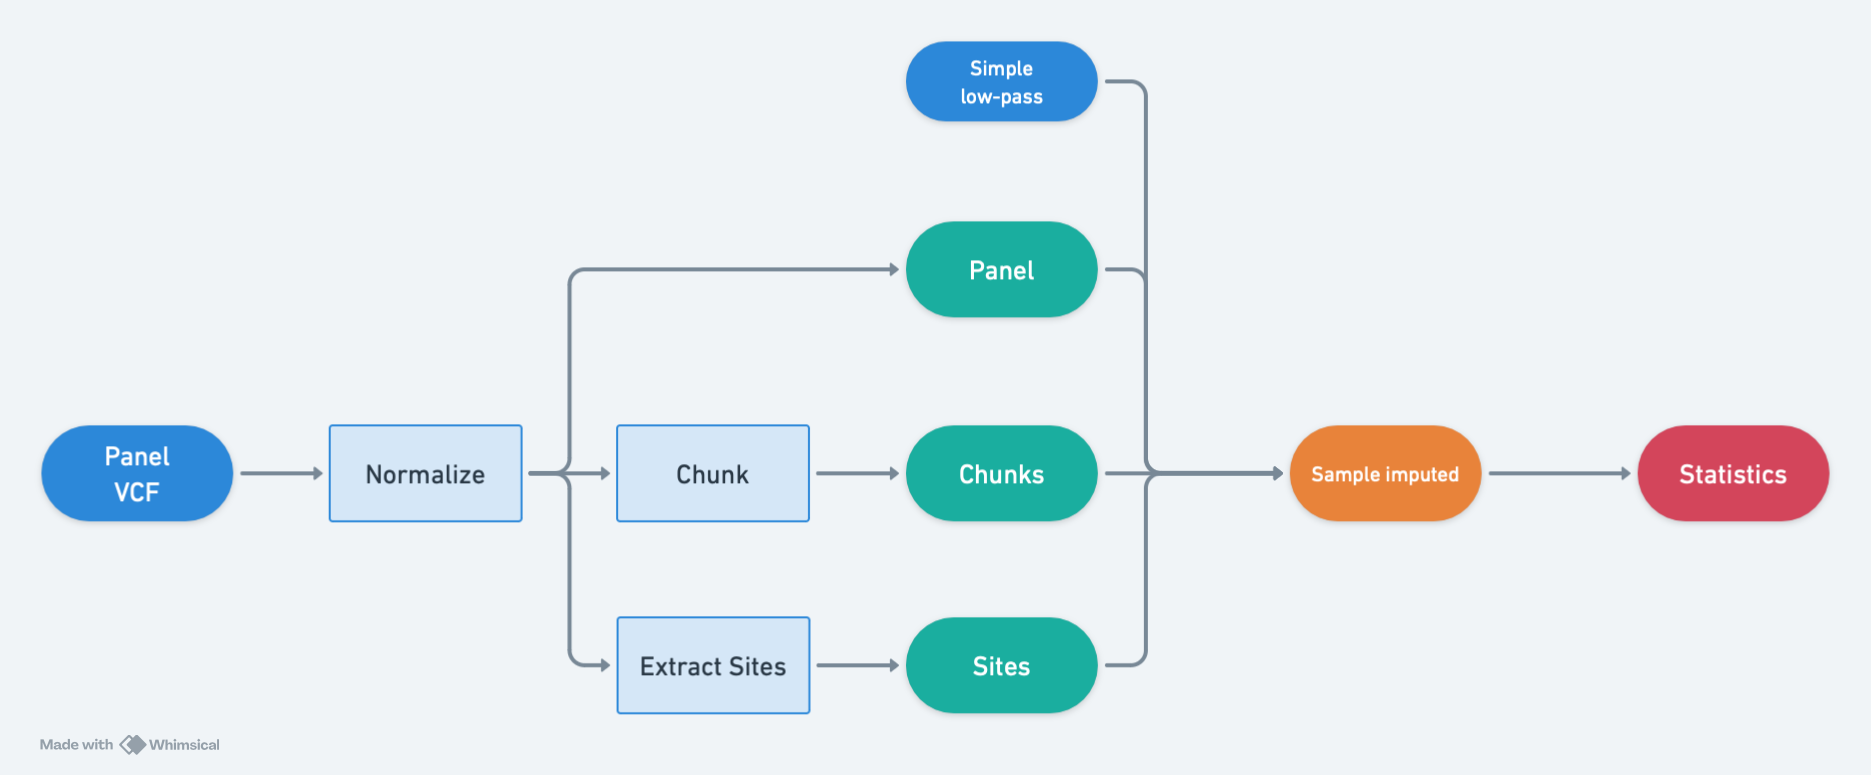 Simple
low-pass
Panel
Panel
VCF
Normalize
Chunk
Chunks
Sample imputed
Statistics
Extract Sites
Sites
Made with Whimsical